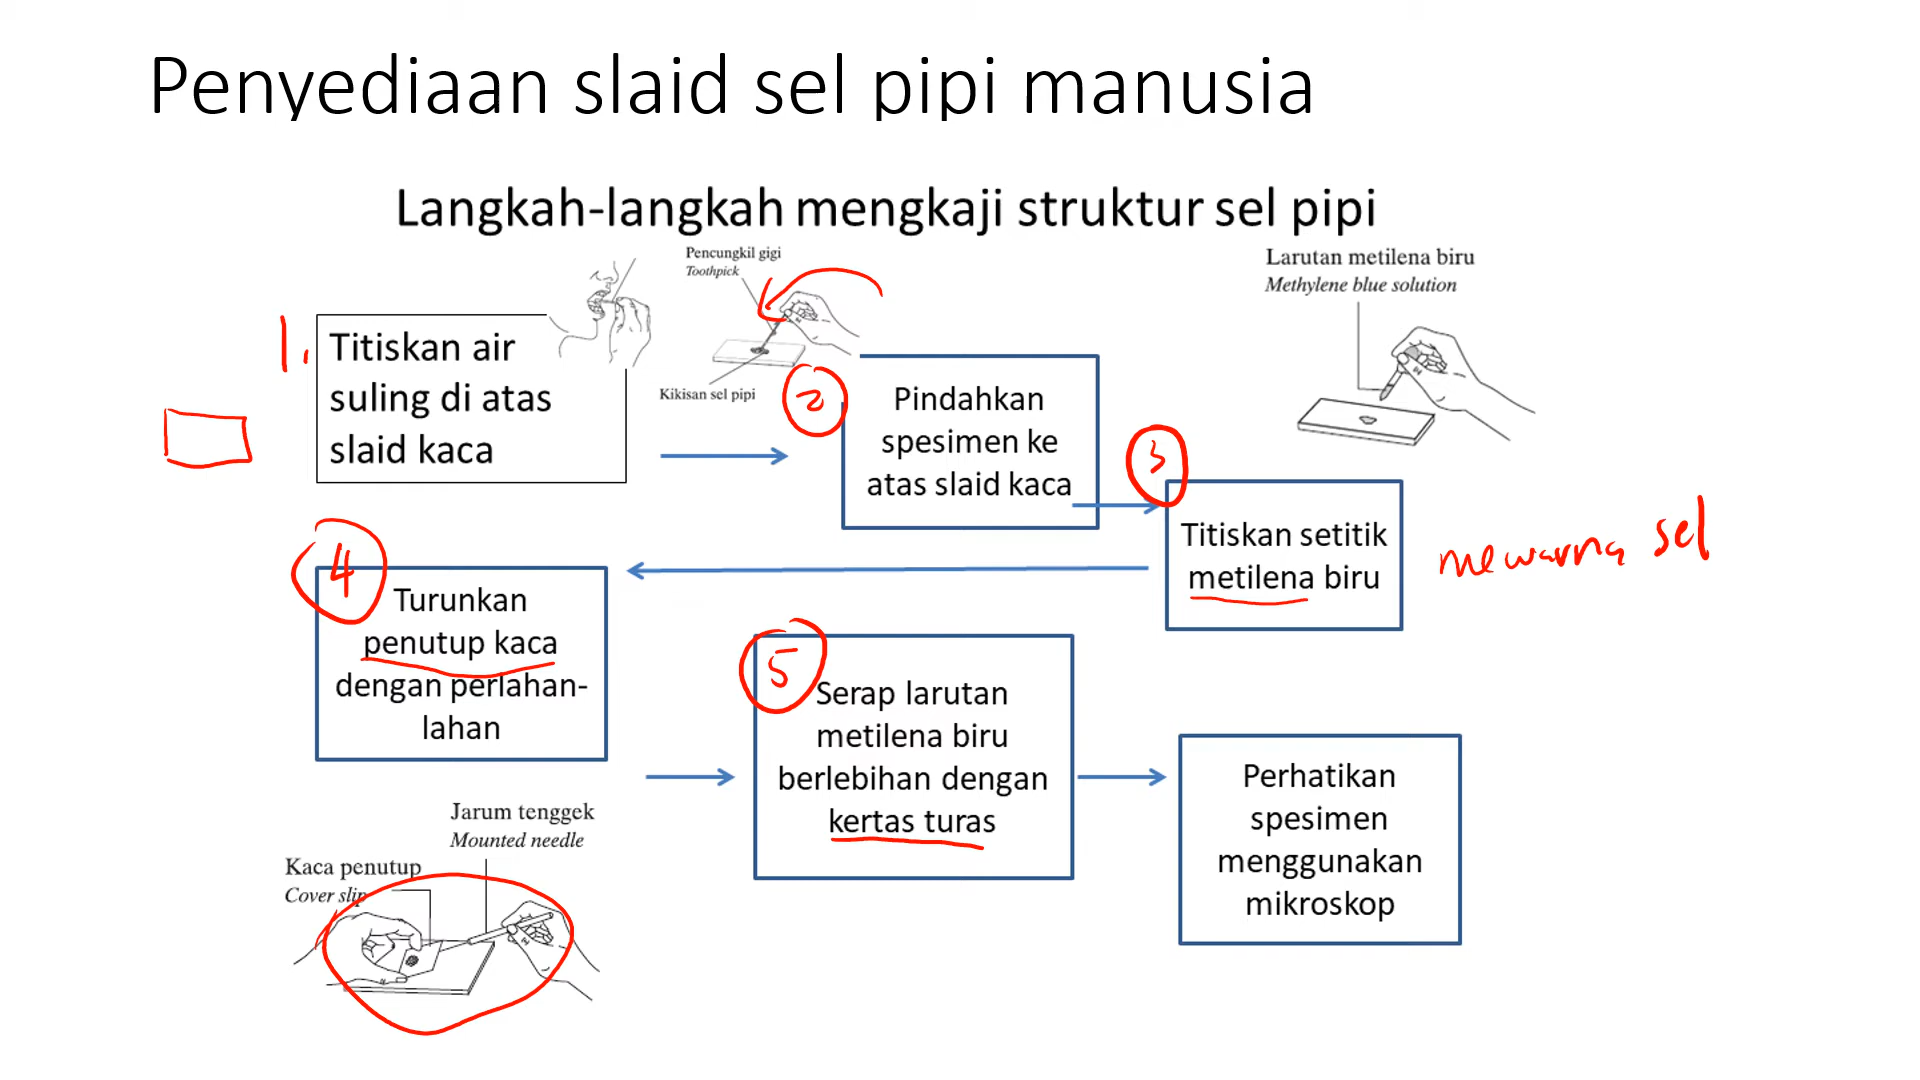 Penyediaan slaid sel pipi manusia
Langkah-langkah mengkaji struktur sel pipi
Pencungkil gigi
Toothpick
Kikisan sel pipi
Larutan metilena biru
Methylene blue solution
1.
Titiskan air
suling di atas
slaid kaca
2
Pindahkan
spesimen ke
atas slaid kaca
3
Titiskan setitik
metilena biru
mewarna sel
4
Turunkan
penutup kaca
dengan perlahan-
lahan
5
Serap larutan
metilena biru
berlebihan dengan
kertas turas
Perhatikan
spesimen
menggunakan
mikroskop
Jarum tenggek
Mounted needle
Kaca penutup
Cover slip